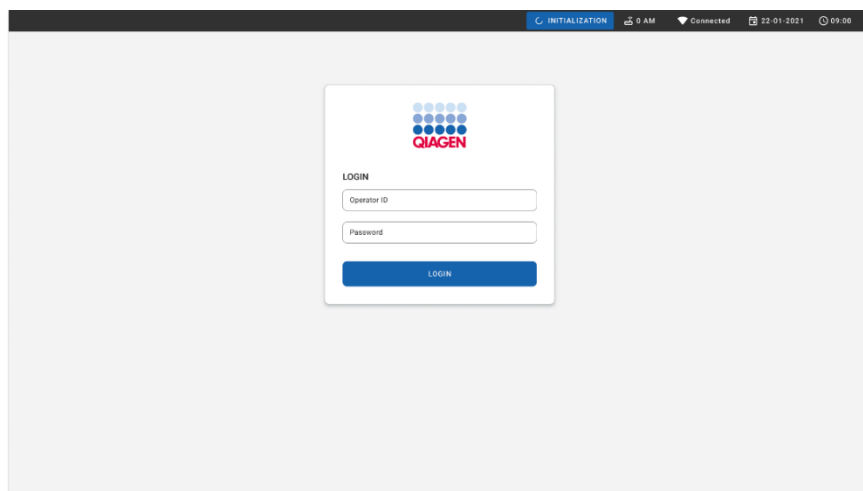 INITIALIZATION 0 AM Connected 22-01-2021 09:00
QIAGEN
LOGIN
Operator ID
Password
LOGIN